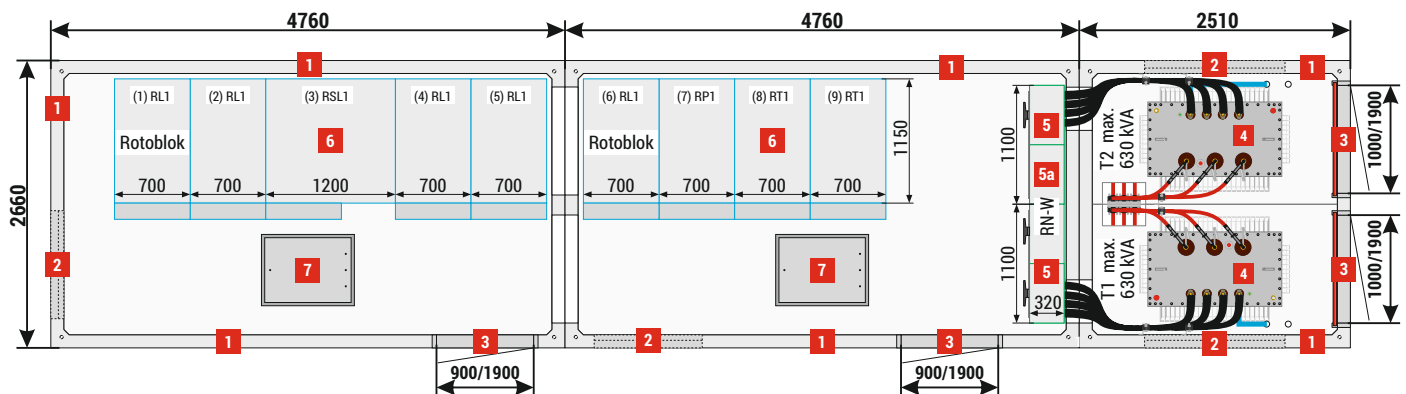 4760
4760
2510
1
1
2
1
1
(1) RL1
(2) RL1
(3) RSL1
(4) RL1
(5) RL1
(6) RL1
(7) RP1
(8) RT1
(9) RT1
Rotoblok
6
Rotoblok
6
1150
1100
5
5a
RN-W
T2 max.
630 kVA
4
3
1000/1900
700
700
1200
700
700
700
700
700
700
2660
2
7
7
1100
5
320
T1 max.
630 kVA
4
3
1000/1900
1
3
2
1
3
2
1
900/1900
900/1900